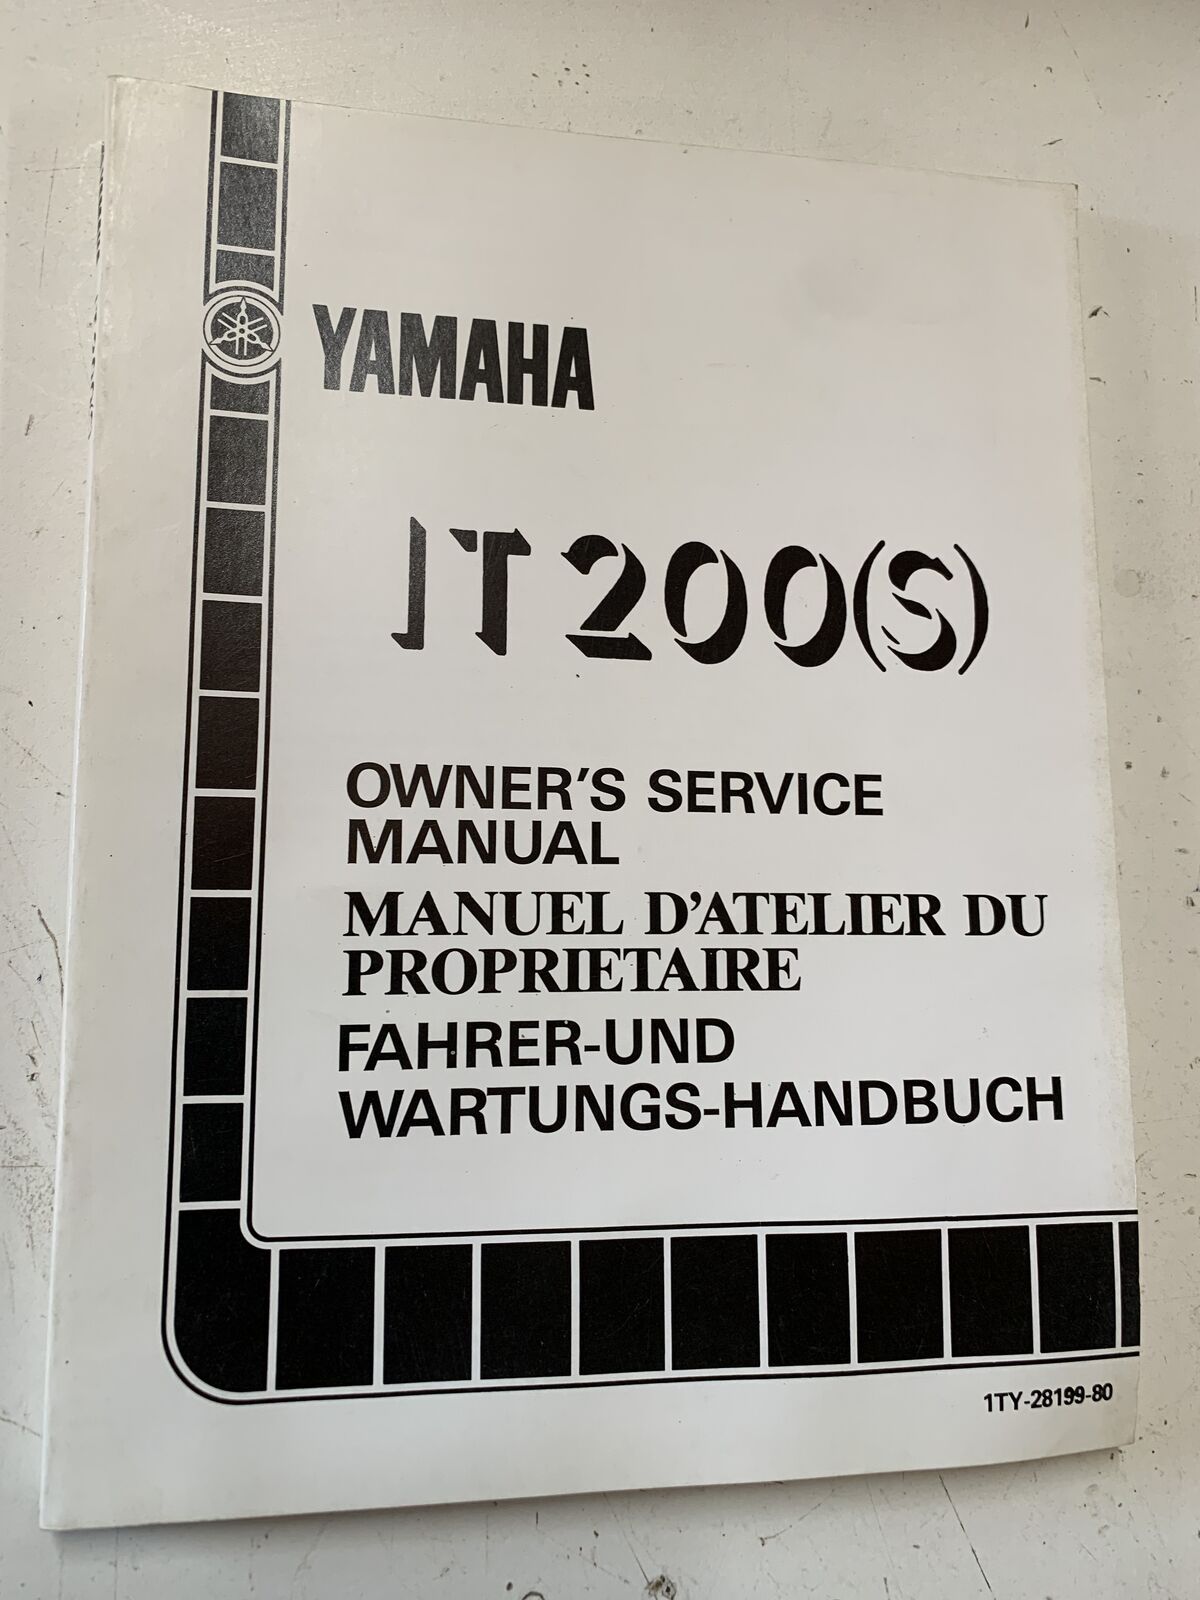 YAMAHA
IT200(S)
OWNER'S SERVICE
MANUAL
MANUEL D'ATELIER DU
PROPRIETAIRE
FAHRER-UND
WARTUNGS-HANDBUCH
1TY-28199-80